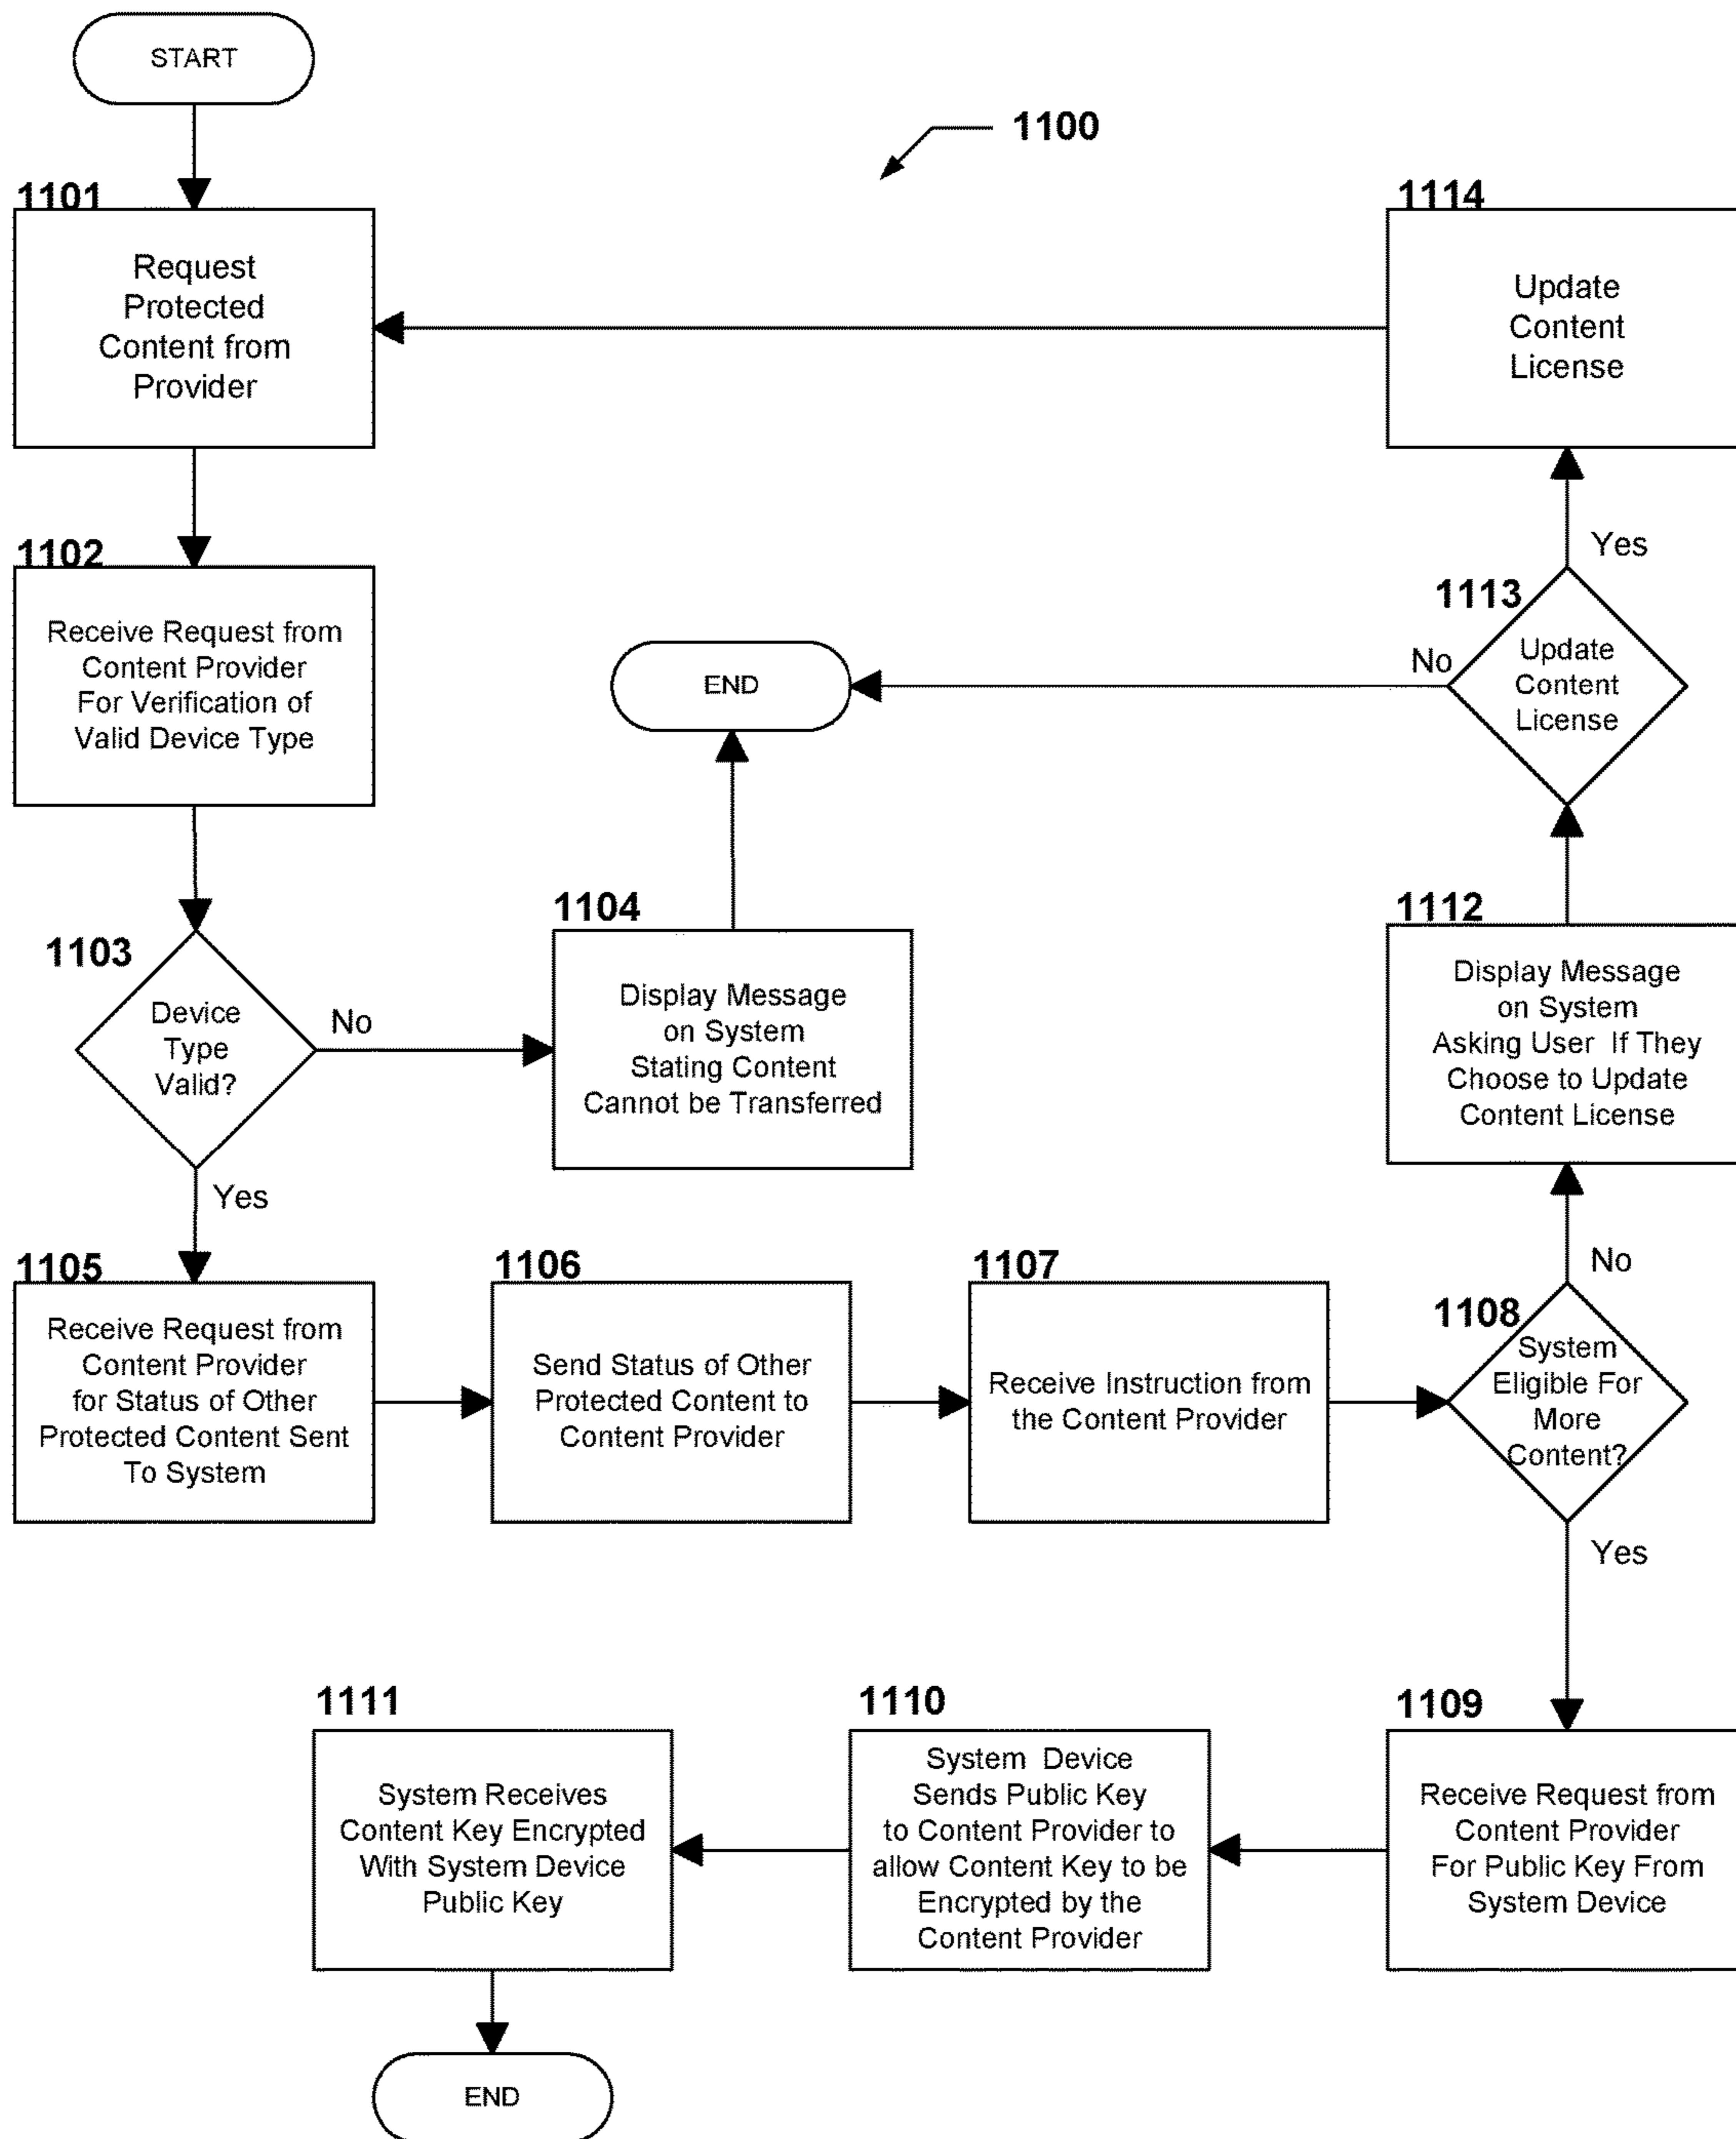 START
1100
1101
Request
Protected
Content from
Provider
1114
Update
Content
License
1102
Receive Request from
Content Provider
For Verification of
Valid Device Type
Yes
1113
Update
Content
License
No
END
1103
Device
Type
Valid?
No
1104
Display Message
on System
Stating Content
Cannot be Transferred
1112
Display Message
on System
Asking User If They
Choose to Update
Content License
Yes
1105
Receive Request from
Content Provider
for Status of Other
Protected Content Sent
To System
1106
Send Status of Other
Protected Content to
Content Provider
1107
Receive Instruction from
the Content Provider
No
1108
System
Eligible For
More
Content?
Yes
1111
System Receives
Content Key Encrypted
With System Device
Public Key
1110
System Device
Sends Public Key
to Content Provider to
allow Content Key to be
Encrypted by the
Content Provider
1109
Receive Request from
Content Provider
For Public Key From
System Device
END